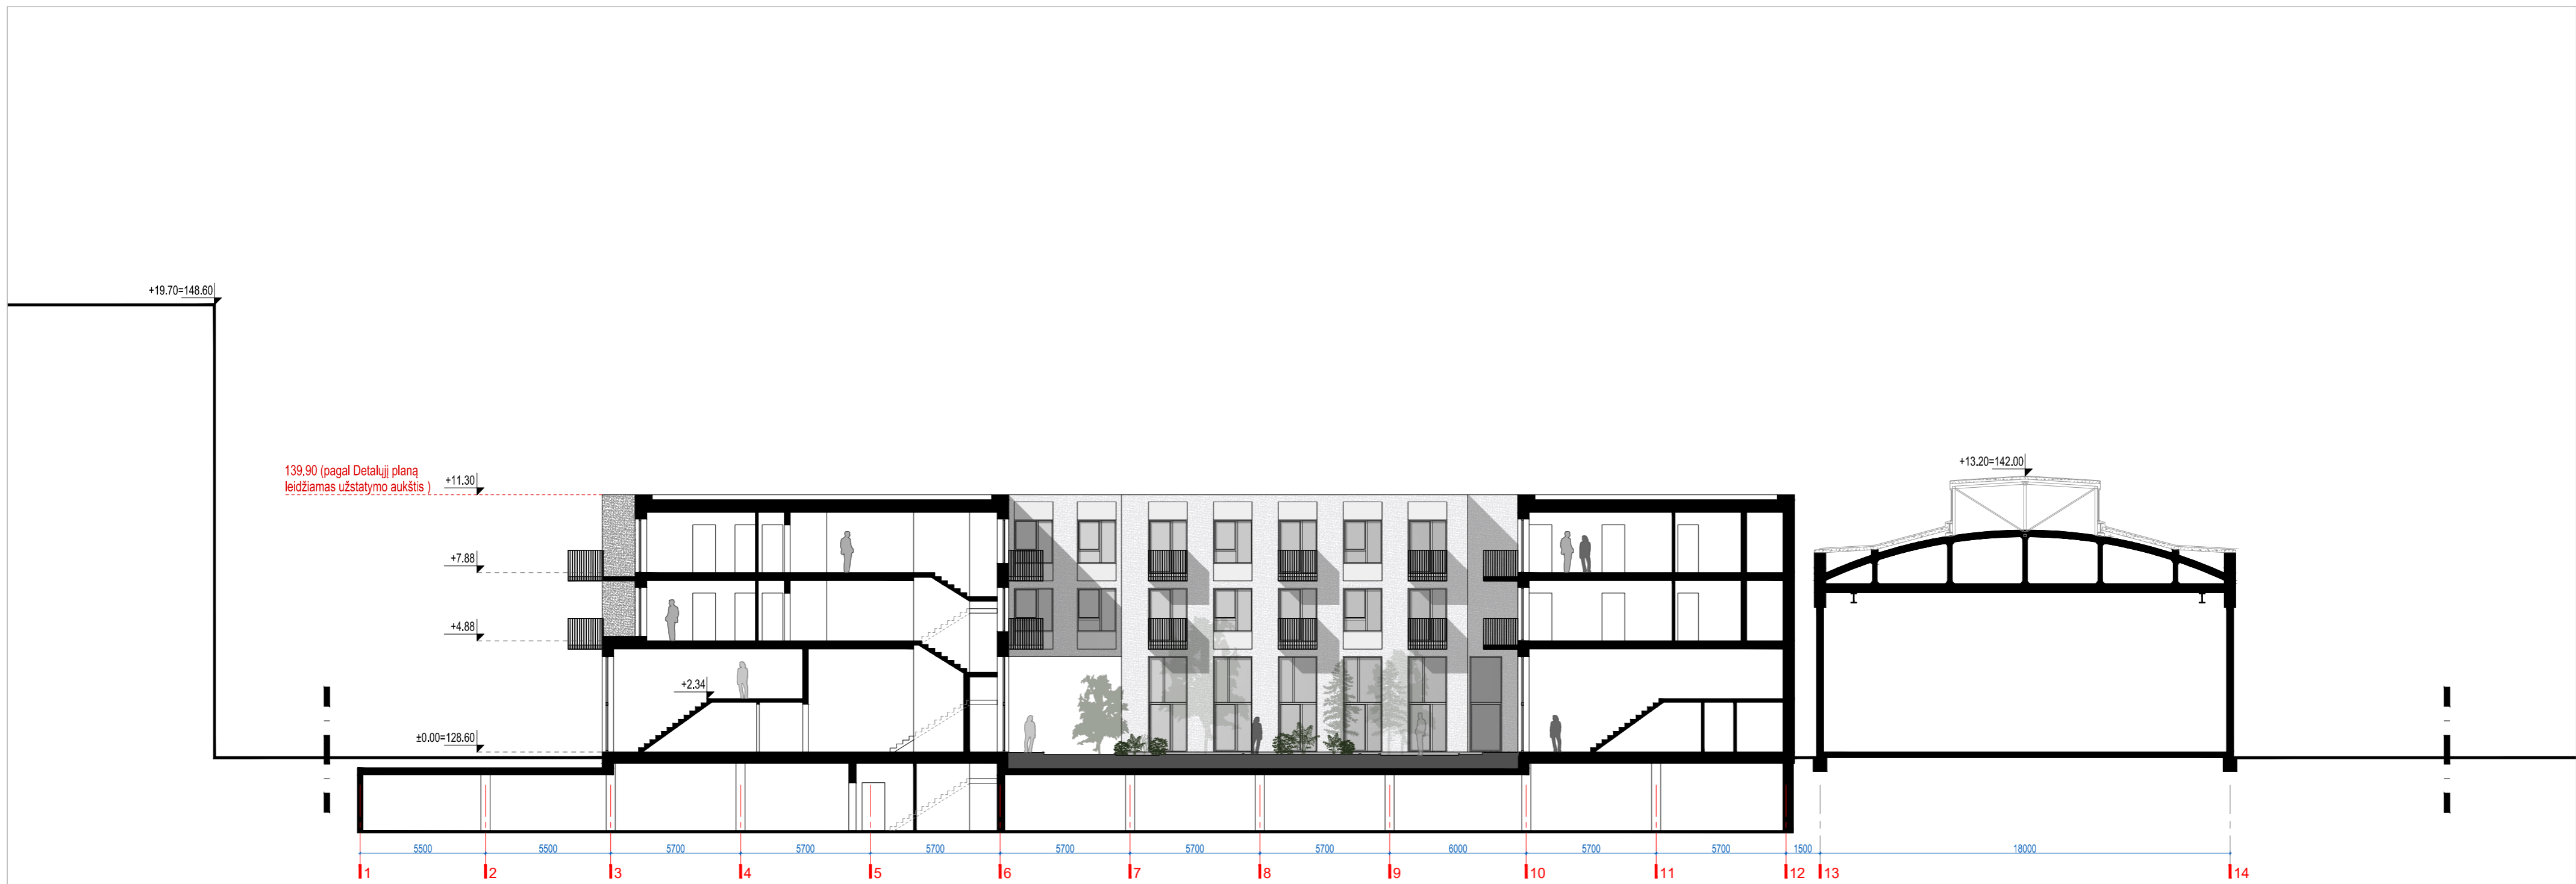 +19.70=148.60
+13.20=142.00
139.90 (pagal Detalųjį planą
leidžiamas užstatymo aukštis )
+11.30
+7.88
+4.88
+2.34
±0.00=128.60
5500 5500 5700 5700 5700 5700 5700 5700 6000 5700 5700 1500 18000
1 2 3 4 5 6 7 8 9 10 11 12 13 14